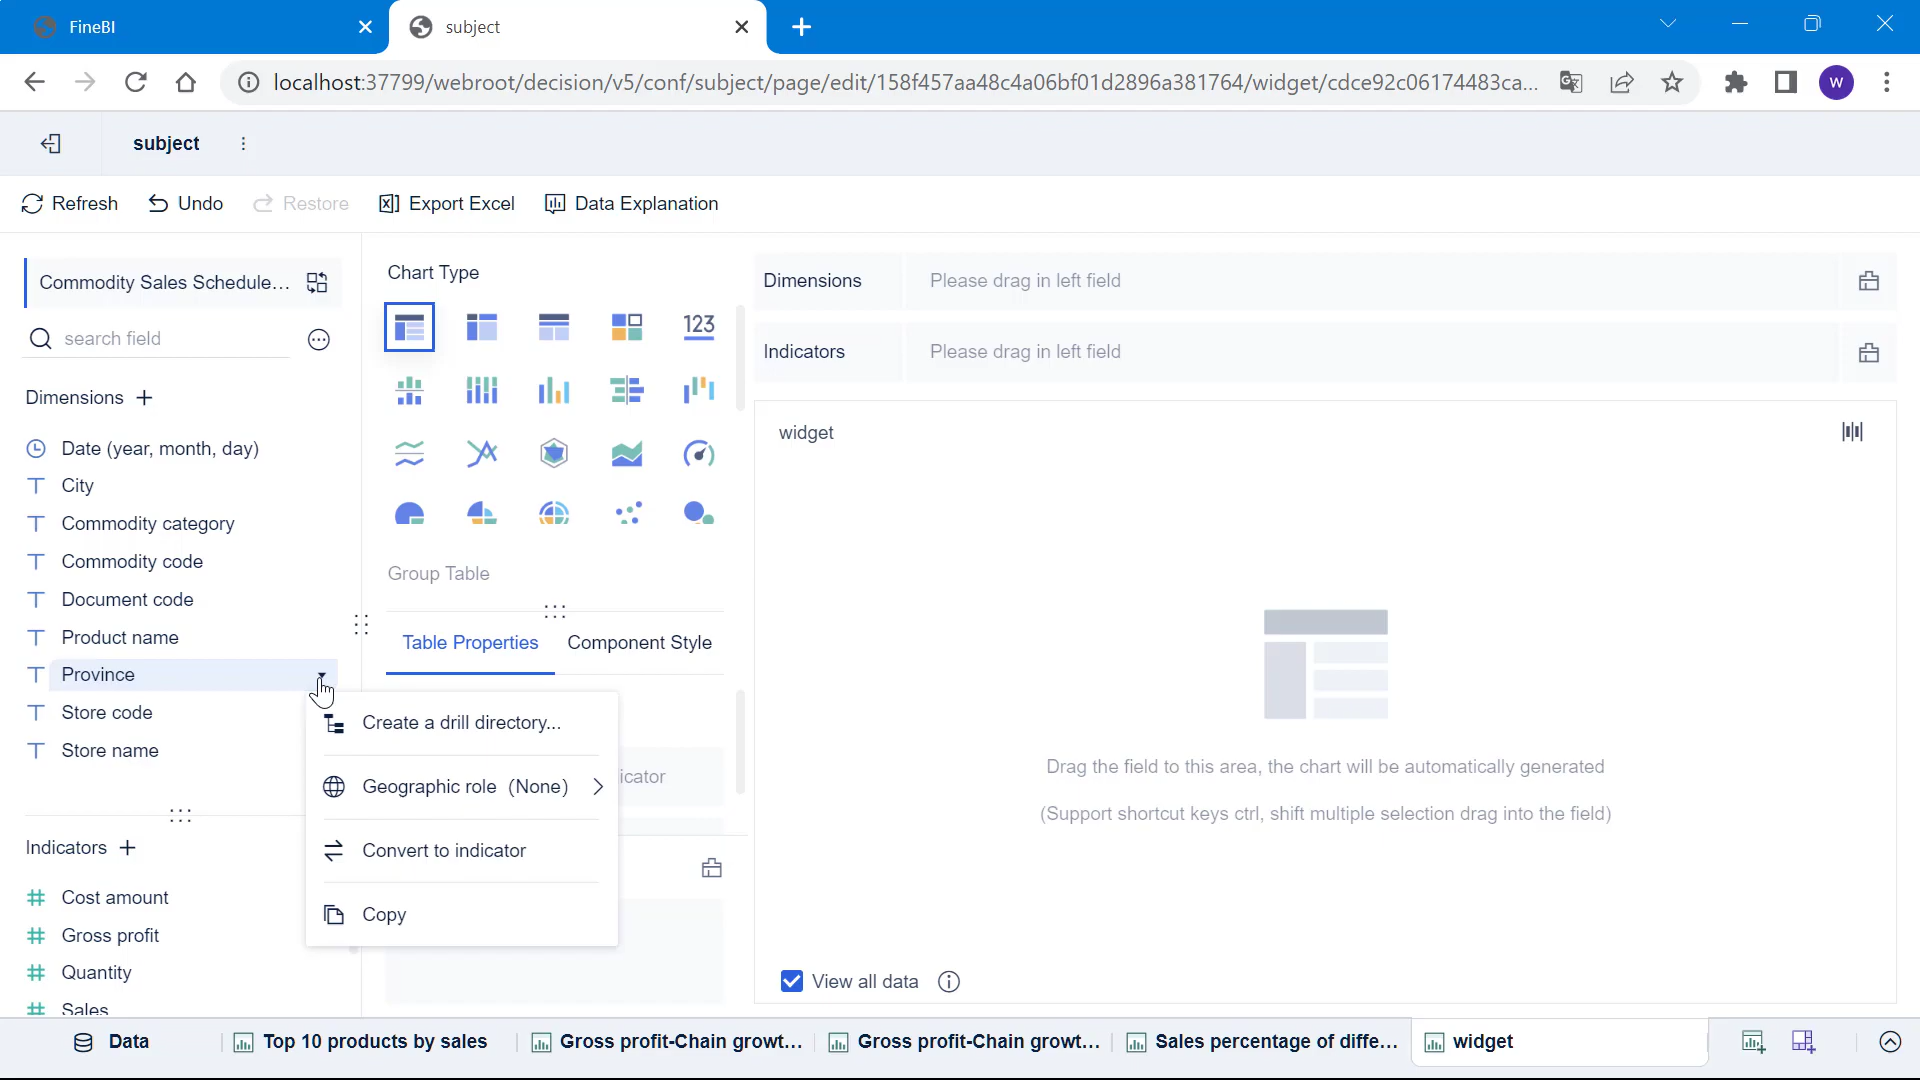 FineBI
subject
localhost:37799/webroot/decision/v5/conf/subject/page/edit/158f457aa48c4a06bf01d2896a381764/widget/cdce92c06174483ca...
W
subject
Refresh
Undo
Restore
Export Excel
Data Explanation
Commodity Sales Schedule...
search field
Dimensions
Date (year, month, day)
City
Commodity category
Commodity code
Document code
Product name
Province
Store code
Store name
Indicators
Cost amount
Gross profit
Quantity
Sales
Chart Type
123
Group Table
Table Properties
Component Style
icator
Create a drill directory...
Geographic role (None)
Convert to indicator
Copy
Dimensions
Please drag in left field
Indicators
Please drag in left field
widget
Drag the field to this area, the chart will be automatically generated
(Support shortcut keys ctrl, shift multiple selection drag into the field)
View all data
Data
Top 10 products by sales
Gross profit-Chain growt...
Gross profit-Chain growt...
Sales percentage of diffe...
widget